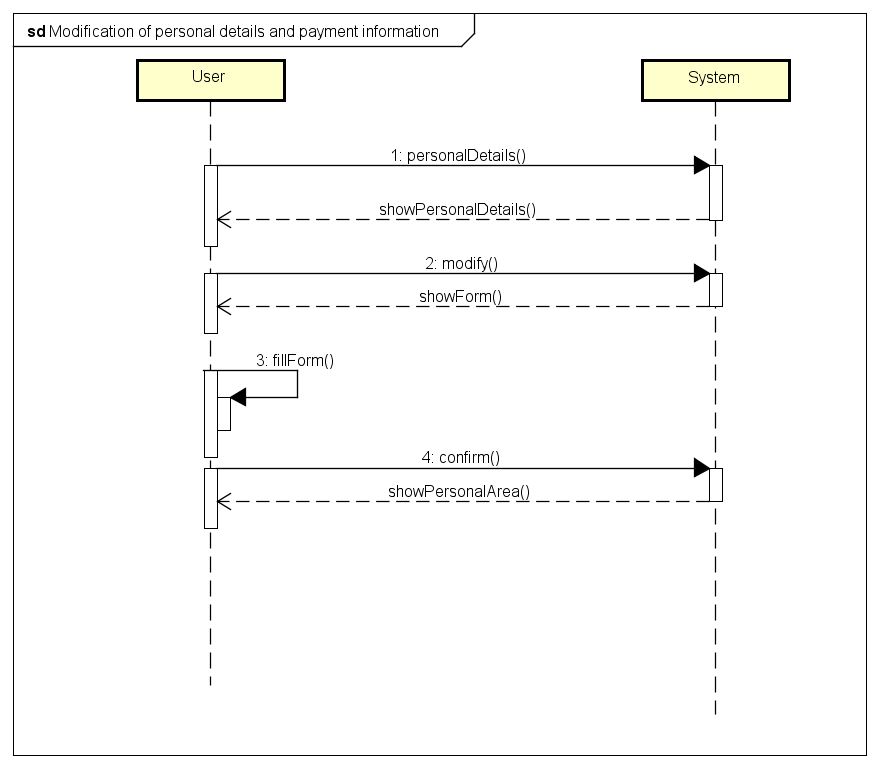 sd Modification of personal details and payment information
User
System
1: personalDetails()
showPersonalDetails()
2: modify()
showForm()
3: fillForm()
4: confirm()
showPersonalArea()